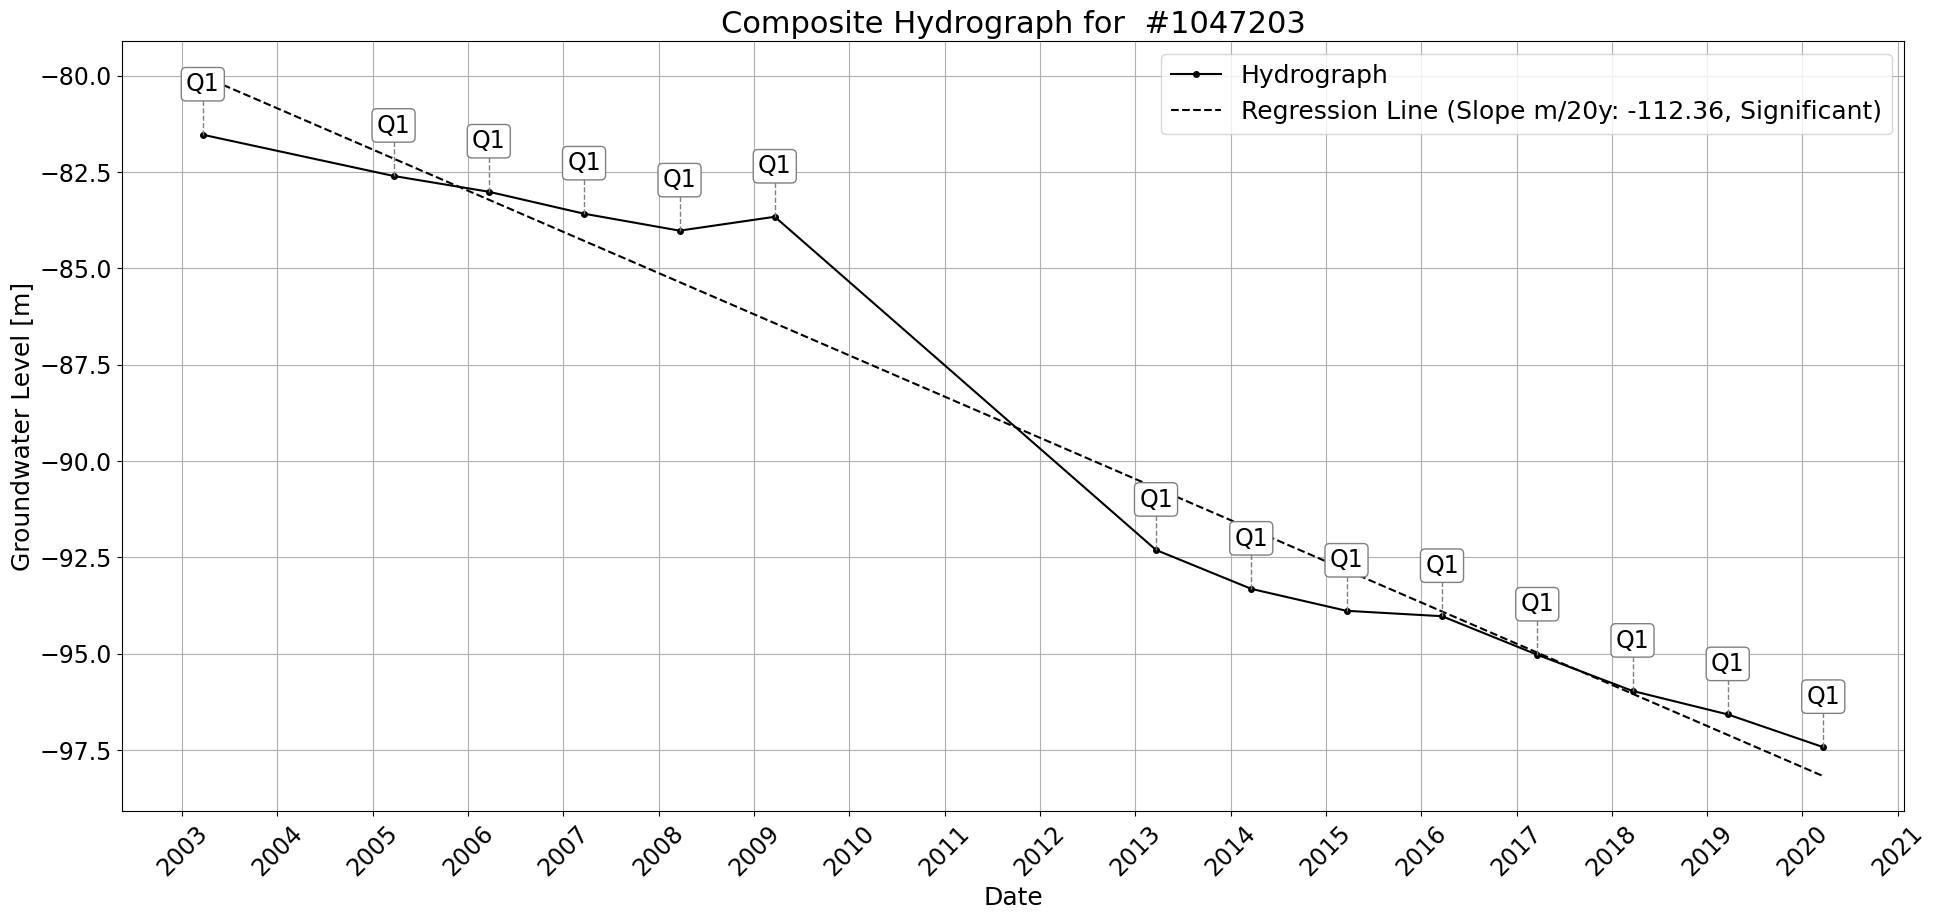 Composite Hydrograph for  #1047203
Hydrograph
Regression Line (Slope m/20y: -112.36, Significant)
Groundwater Level [m]
−80.0
−82.5
−85.0
−87.5
−90.0
−92.5
−95.0
−97.5
Q1
Q1
Q1
Q1
Q1
Q1
Q1
Q1
Q1
Q1
Q1
Q1
Q1
Q1
2003
2004
2005
2006
2007
2008
2009
2010
2011
2012
2013
2014
2015
2016
2017
2018
2019
2020
2021
Date